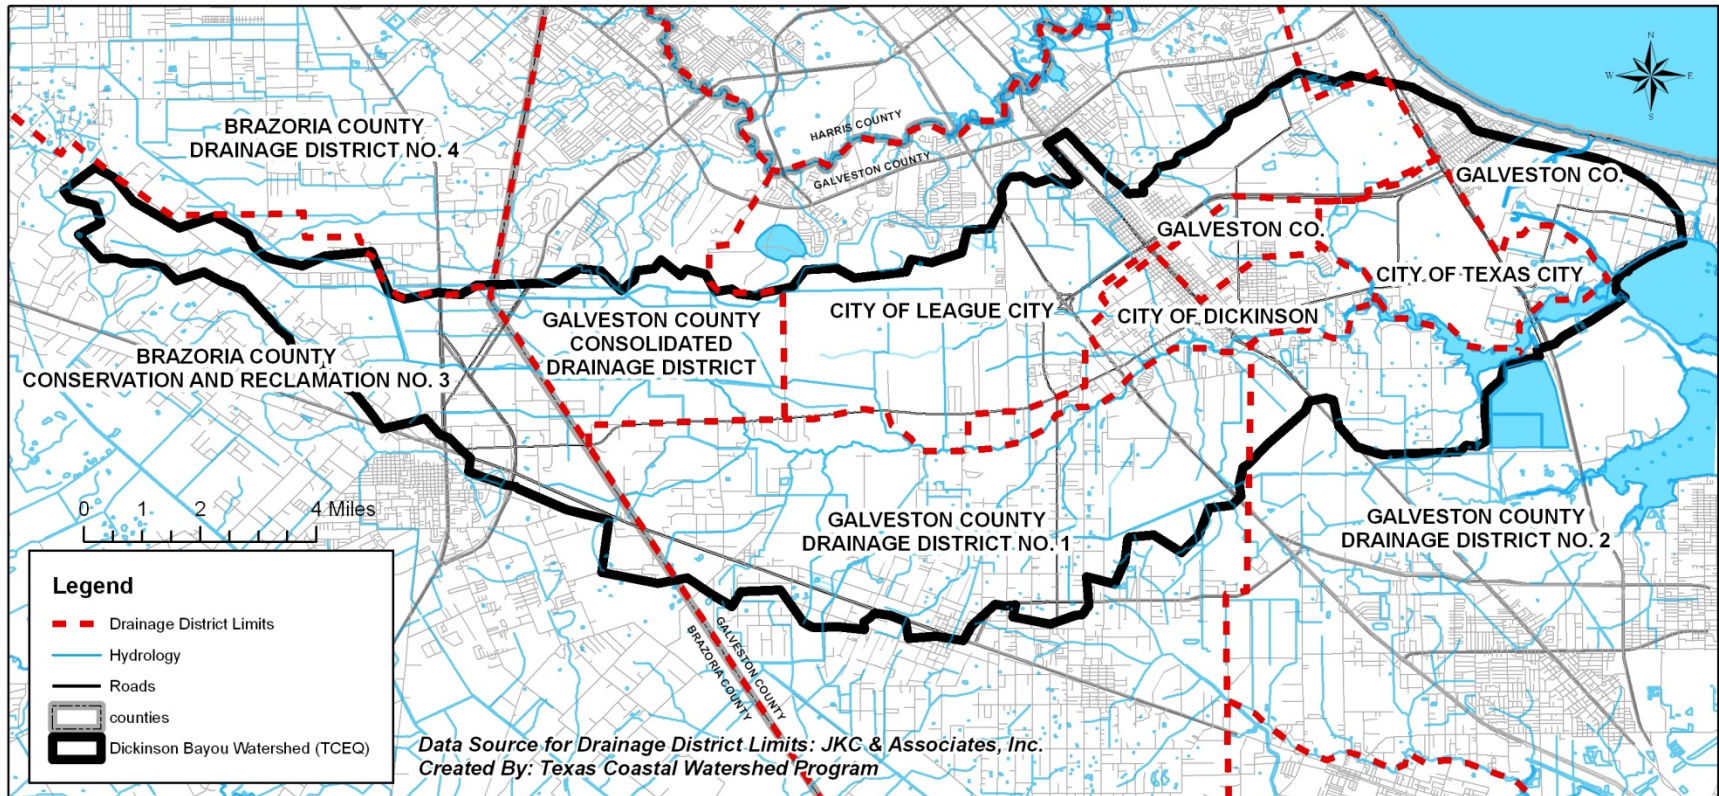 N
W
E
S
HARRIS COUNTY
GALVESTON COUNTY
BRAZORIA COUNTY
DRAINAGE DISTRICT NO. 4
GALVESTON CO.
GALVESTON CO.
CITY OF TEXAS CITY
CITY OF LEAGUE CITY
CITY OF DICKINSON
GALVESTON COUNTY
CONSOLIDATED
DRAINAGE DISTRICT
BRAZORIA COUNTY
CONSERVATION AND RECLAMATION NO. 3
GALVESTON COUNTY
DRAINAGE DISTRICT NO. 1
GALVESTON COUNTY
DRAINAGE DISTRICT NO. 2
0 1 2 4 Miles
GALVESTON COUNTY
BRAZORIA COUNTY
Legend
Drainage District Limits
Hydrology
Roads
counties
Dickinson Bayou Watershed (TCEQ)
Data Source for Drainage District Limits: JKC & Associates, Inc.
Created By: Texas Coastal Watershed Program